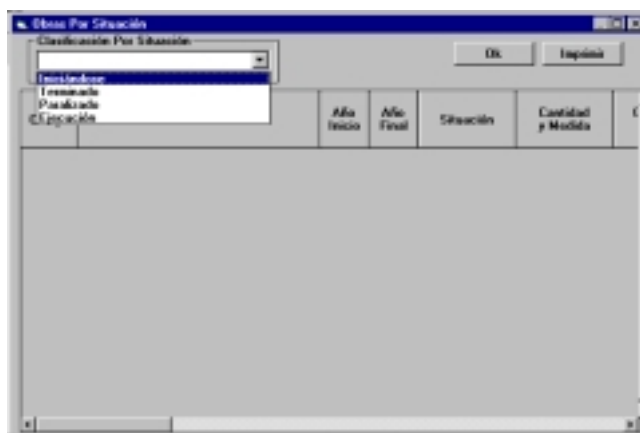 Obras Por Situación
Clasificación Por Situación
Ok
Imprimir
Iniciándose
Terminado
Paralizado
Ejecución
Año Inicio
Año Final
Situación
Cantidad y Medida